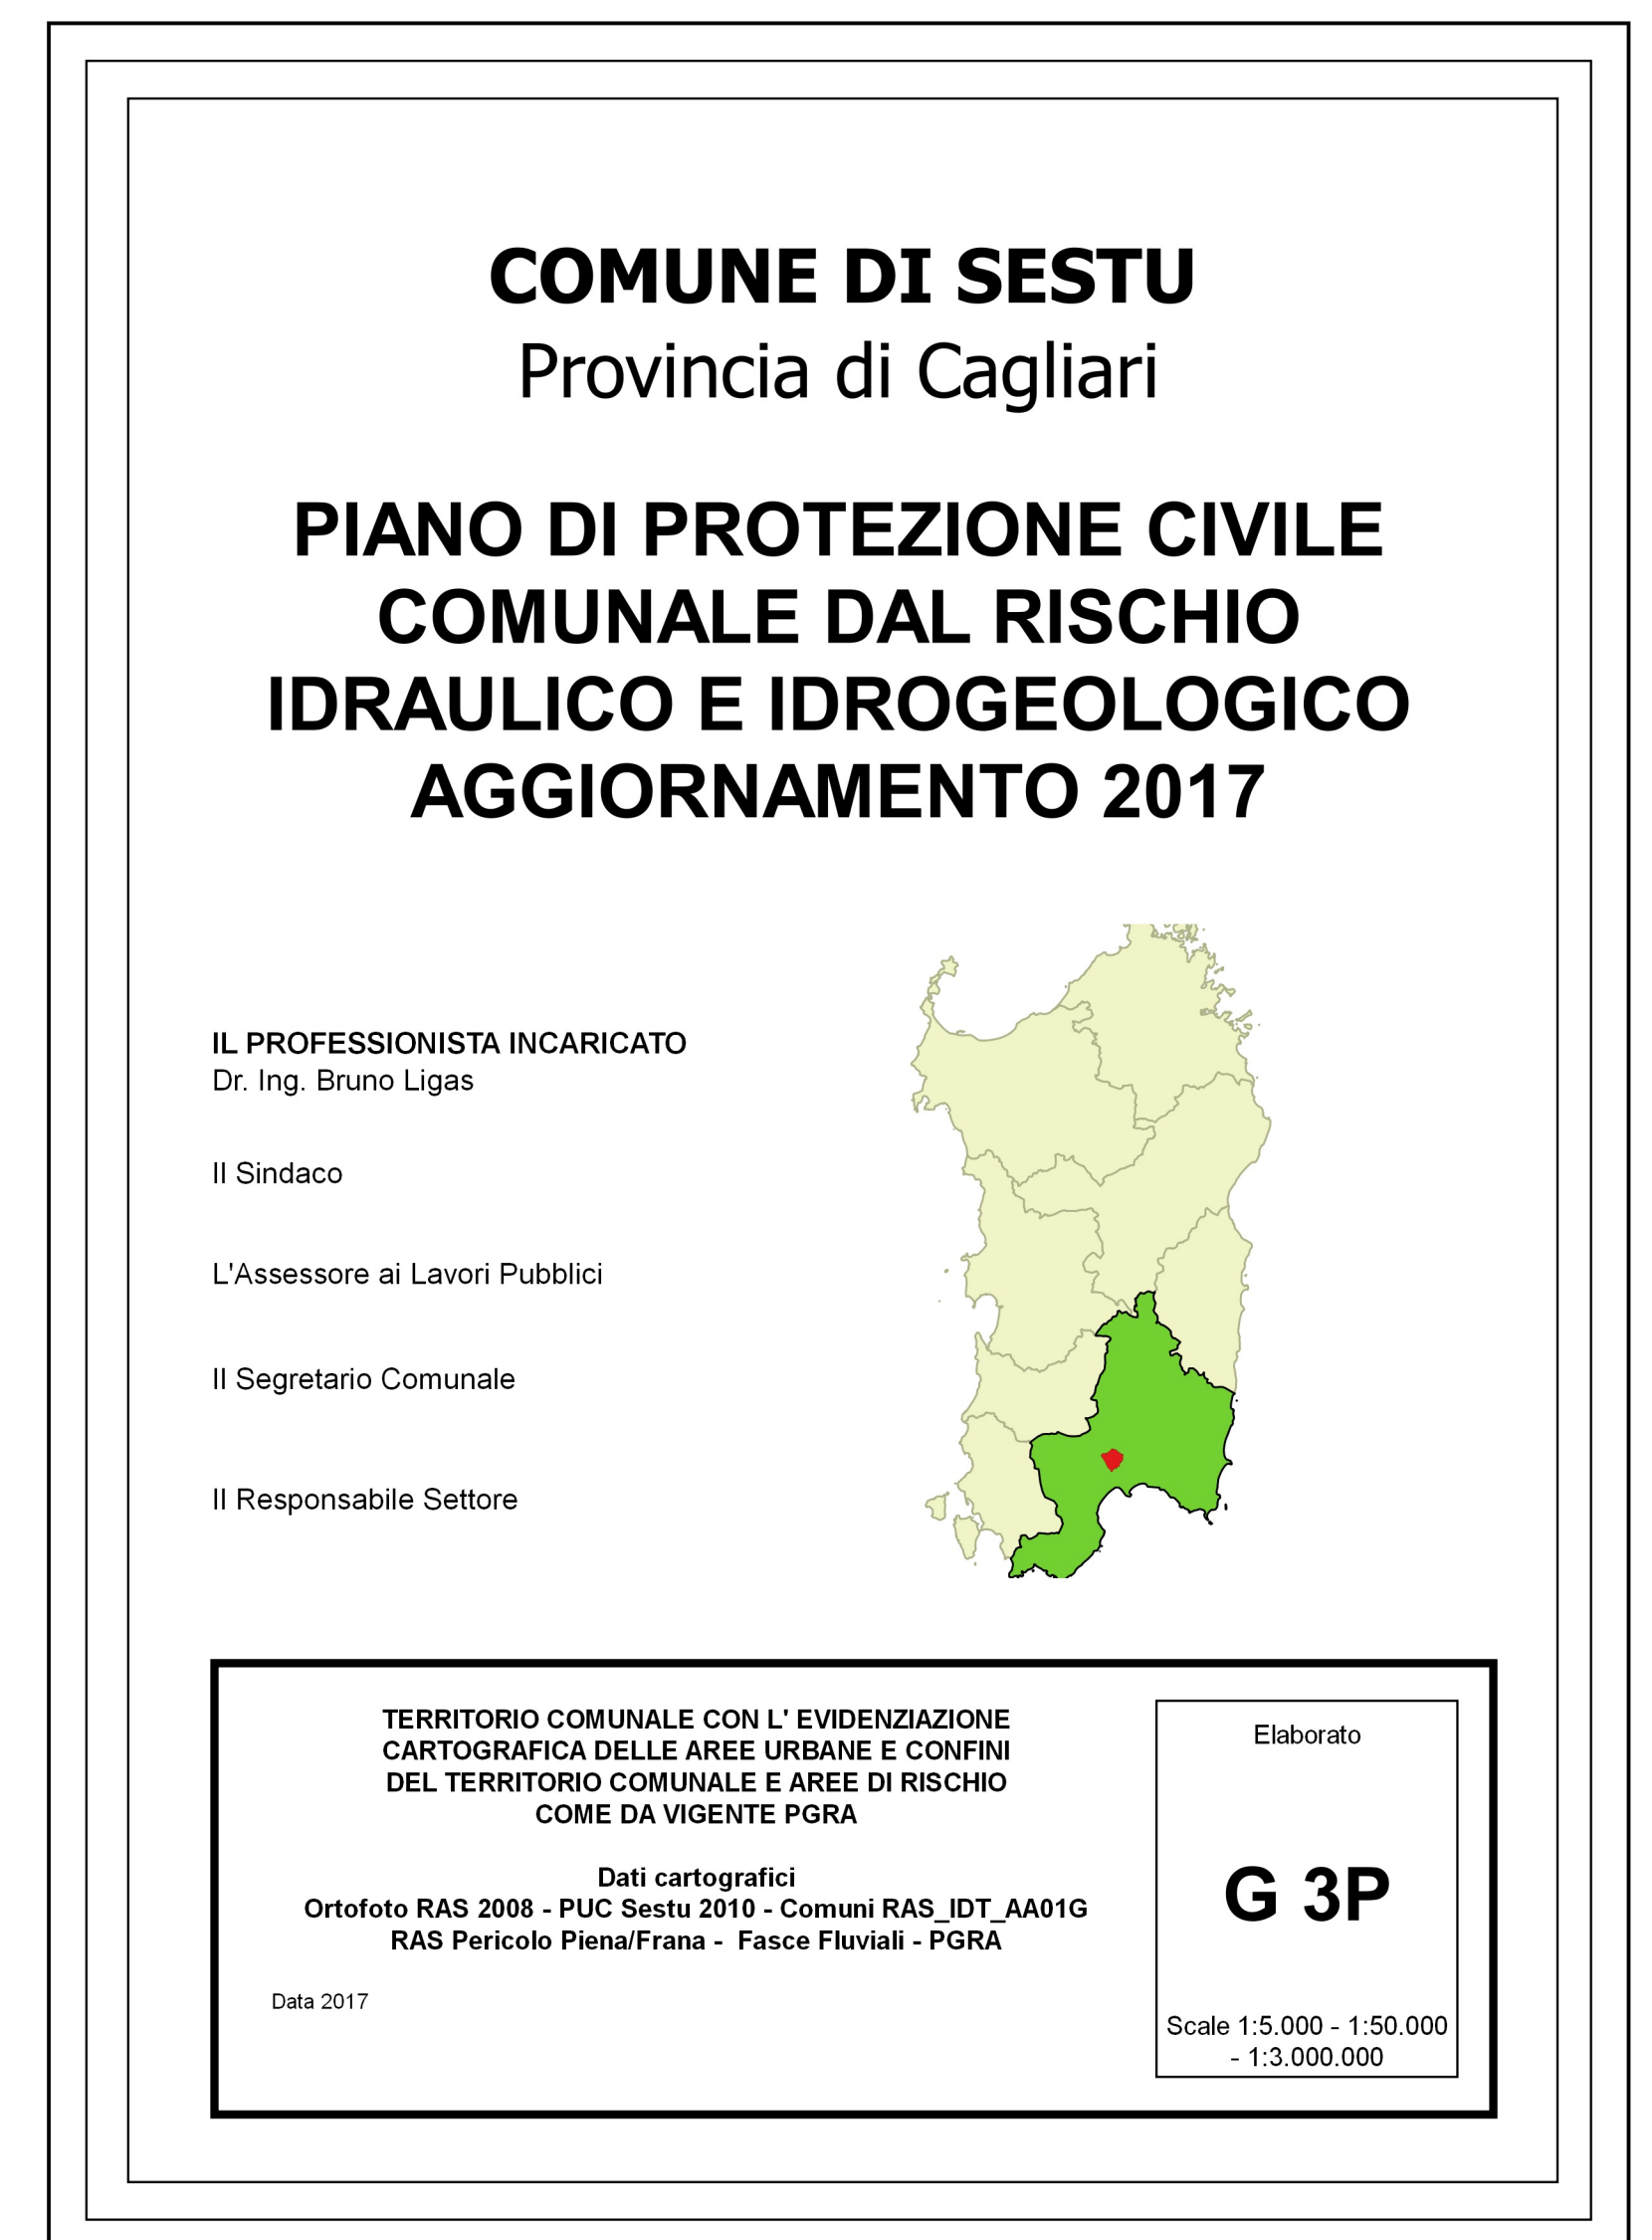 COMUNE DI SESTU
Provincia di Cagliari
PIANO DI PROTEZIONE CIVILE
COMUNALE DAL RISCHIO
IDRAULICO E IDROGEOLOGICO
AGGIORNAMENTO 2017
IL PROFESSIONISTA INCARICATO
Dr. Ing. Bruno Ligas
Il Sindaco
L'Assessore ai Lavori Pubblici
Il Segretario Comunale
Il Responsabile Settore
TERRITORIO COMUNALE CON L' EVIDENZIAZIONE
CARTOGRAFICA DELLE AREE URBANE E CONFINI
DEL TERRITORIO COMUNALE E AREE DI RISCHIO
COME DA VIGENTE PGRA
Dati cartografici
Ortofoto RAS 2008 - PUC Sestu 2010 - Comuni RAS_IDT_AA01G
RAS Pericolo Piena/Frana - Fasce Fluviali - PGRA
Data 2017
Elaborato
G 3P
Scale 1:5.000 - 1:50.000
- 1:3.000.000